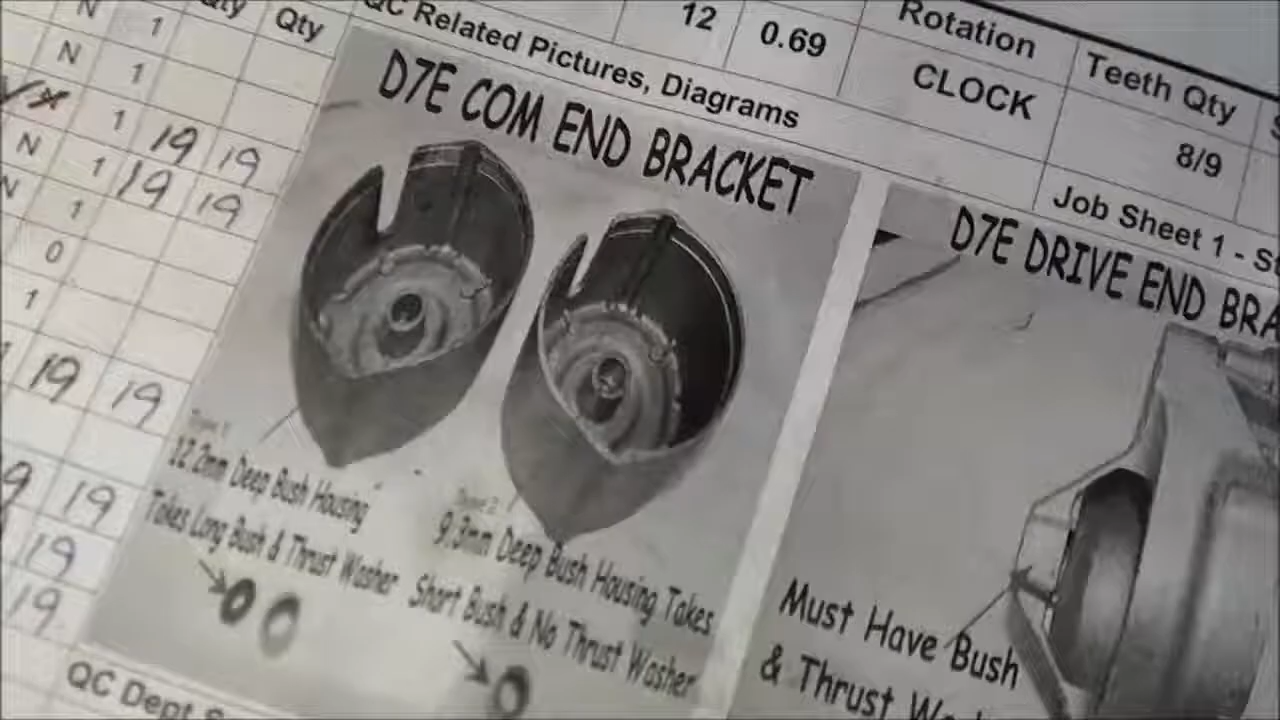 Qty
12
0.69
Rotation
CLOCK
Teeth Qty
8/9
QC Related Pictures, Diagrams
Job Sheet 1 -
N 1
N 1
1 19 19
N 1 19 19
N 1
0
1
19 19
19
19
19
D7E COM END BRACKET
D7E DRIVE END
12.2mm Deep Bush Housing
Takes Long Bush & Thrust Washer
9.3mm Deep Bush Housing Takes
Short Bush & No Thrust Washer
Must Have Bush
& Thrust
QC Dept